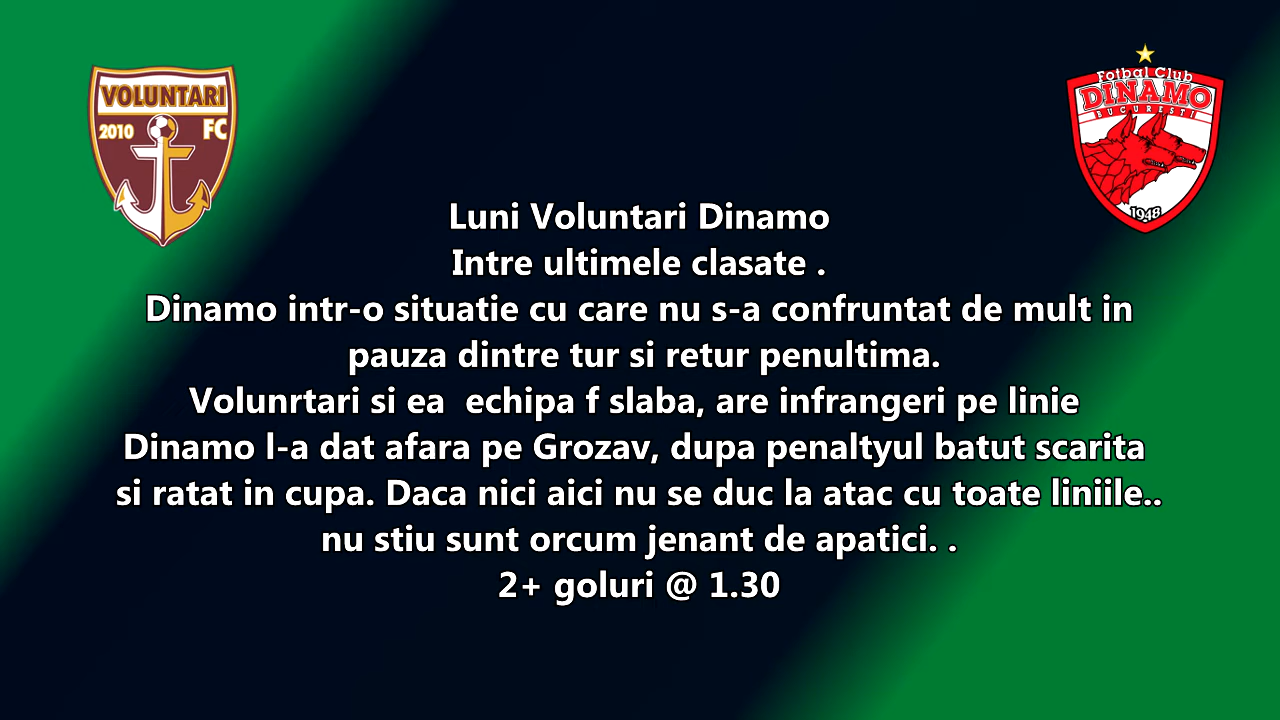 VOLUNTARI
2010 FC
Fotbal Club
DINAMO
BUCURESTI
1948
Luni Voluntari Dinamo
Intre ultimele clasate .
Dinamo intr-o situatie cu care nu s-a confruntat de mult in
pauza dintre tur si retur penultima.
Volunrtari si ea  echipa f slaba, are infrangeri pe linie
Dinamo l-a dat afara pe Grozav, dupa penaltyul batut scarita
si ratat in cupa. Daca nici aici nu se duc la atac cu toate liniile..
nu stiu sunt orcum jenant de apatici. .
2+ goluri @ 1.30